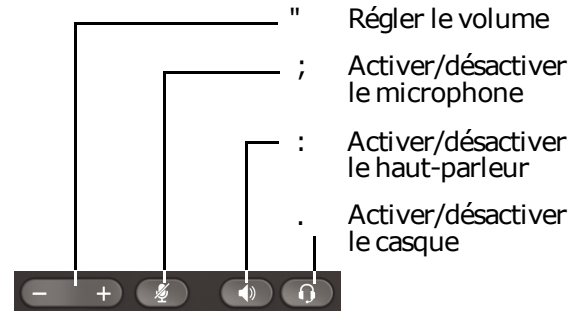 " Régler le volume
; Activer/désactiver
le microphone
: Activer/désactiver
le haut-parleur
. Activer/désactiver
le casque
− +